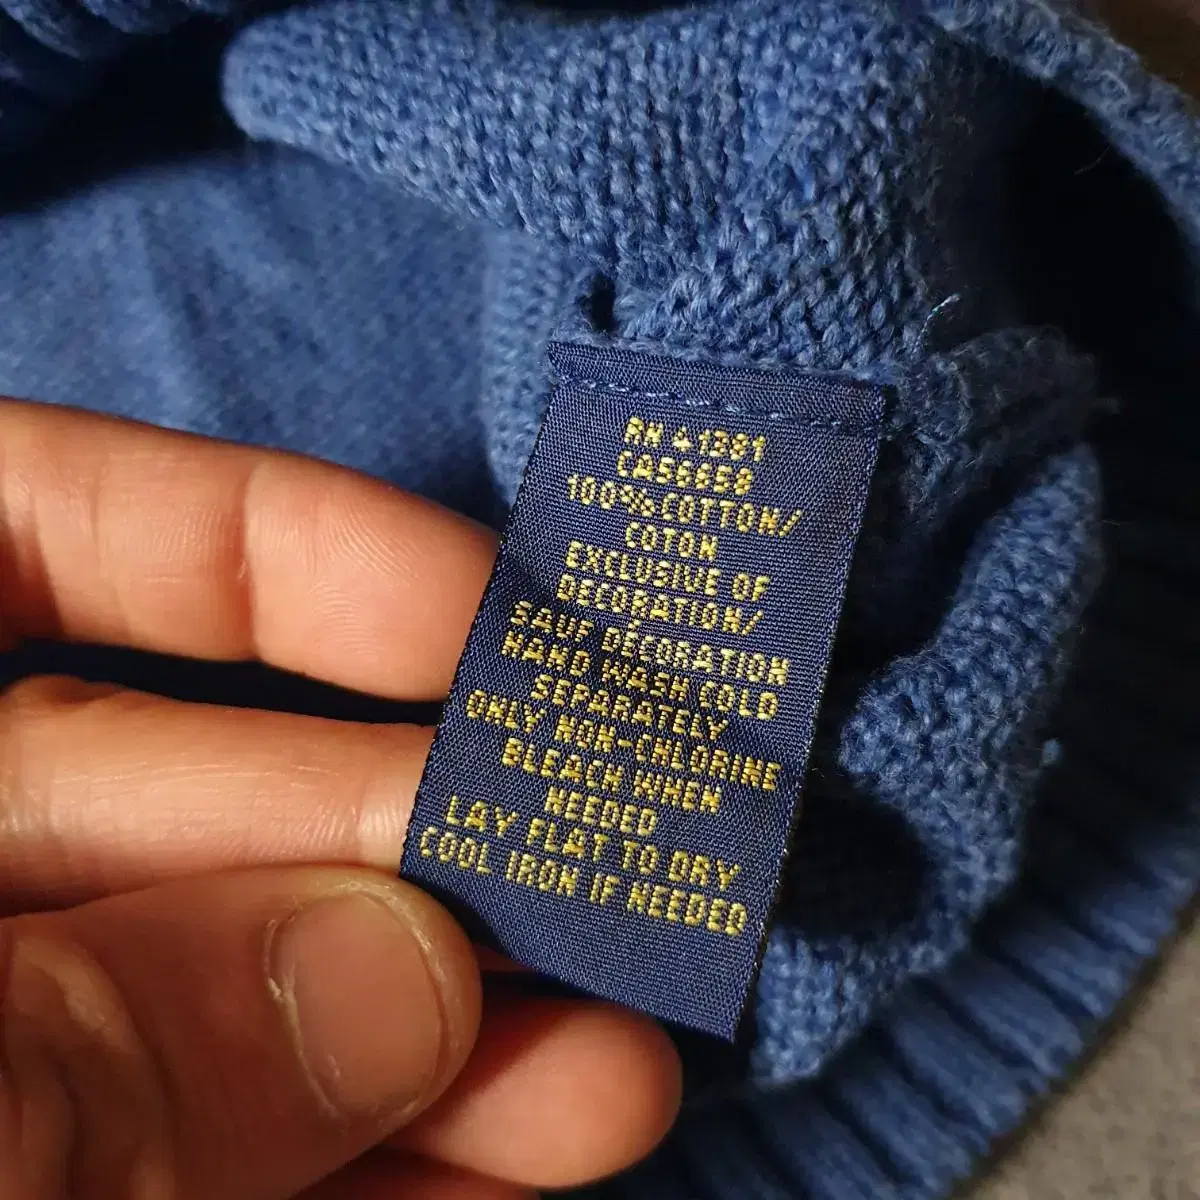 RN 41381
CA56658
100% COTTON/
COTON
EXCLUSIVE OF
DECORATION/
SAUF DÉCORATION
HAND WASH COLD
SEPARATELY
ONLY NON-CHLORINE
BLEACH WHEN
NEEDED
LAY FLAT TO DRY
COOL IRON IF NEEDED